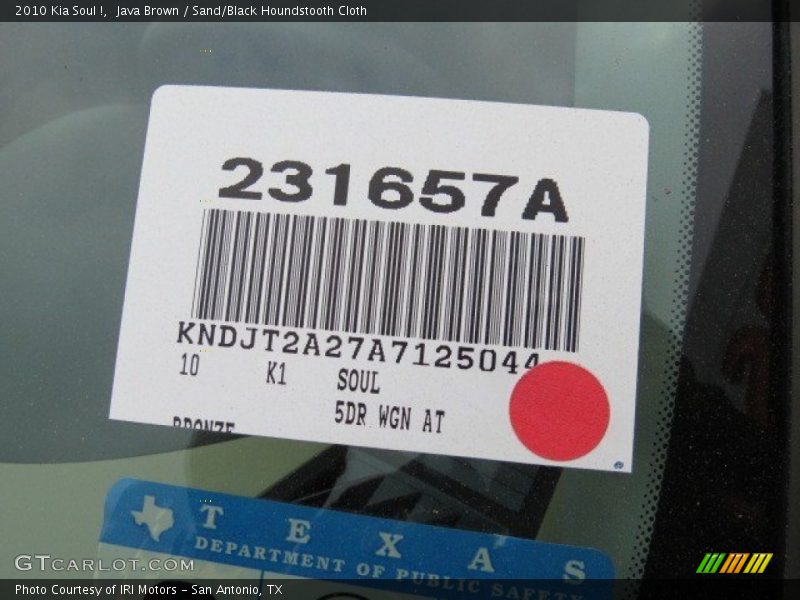 2010 Kia Soul !, Java Brown / Sand/Black Houndstooth Cloth
231657A
KNDJT2A27A7125044
10 K1 SOUL
5DR WGN AT
BRONZE
TEXAS
DEPARTMENT OF PUBLIC SAFETY
GTCARLOT.COM
Photo Courtesy of IRI Motors - San Antonio, TX